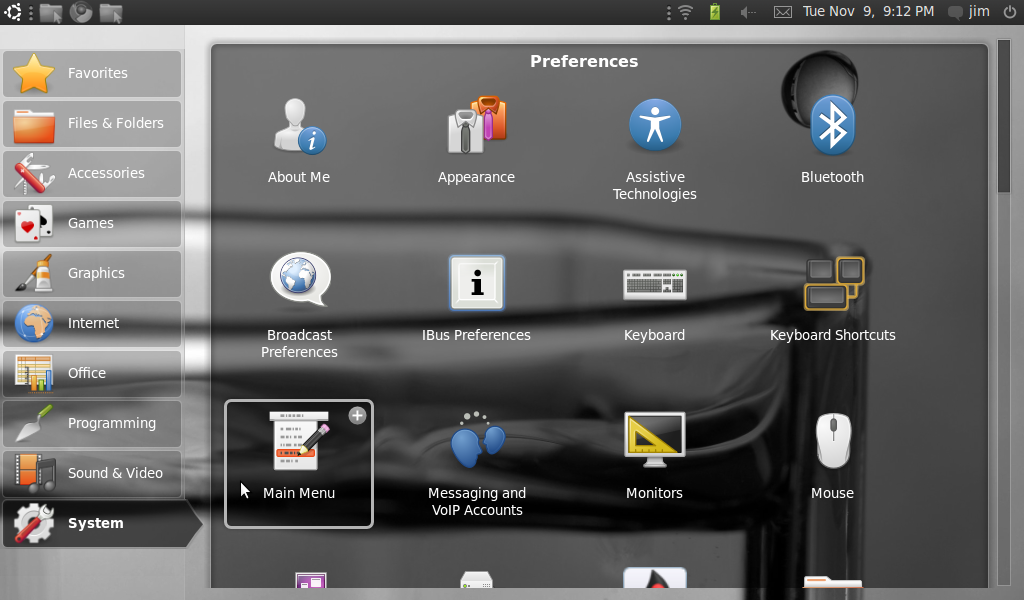 Tue Nov 9, 9:12 PM
jim
Preferences
Favorites
Files & Folders
Accessories
Games
Graphics
Internet
Office
Programming
Sound & Video
System
About Me
Appearance
Assistive
Technologies
Bluetooth
Broadcast
Preferences
IBus Preferences
Keyboard
Keyboard Shortcuts
Main Menu
Messaging and
VoIP Accounts
Monitors
Mouse